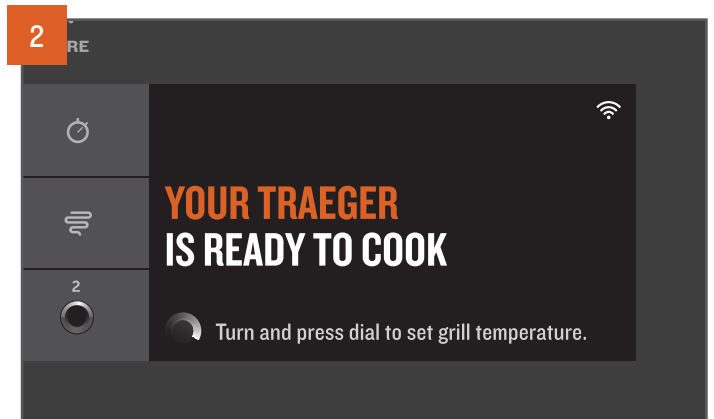 2
RE
YOUR TRAEGER
IS READY TO COOK
2
Turn and press dial to set grill temperature.